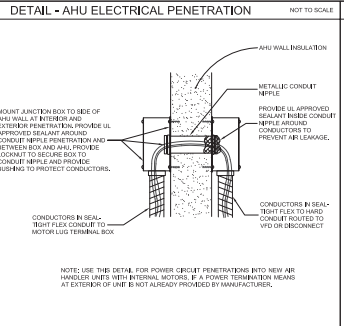 DETAIL - AHU ELECTRICAL PENETRATION
NOT TO SCALE
AHU WALL INSULATION
METALLIC CONDUIT
NIPPLE
MOUNT JUNCTION BOX TO SIDE OF
AHU WALL AT INTERIOR AND
EXTERIOR PENETRATION. PROVIDE UL
APPROVED SEALANT AROUND
CONDUIT NIPPLE PENETRATION AND
BETWEEN BOX AND AHU. PROVIDE
LOCKNUT TO SECURE BOX TO
CONDUIT NIPPLE AND PROVIDE
BUSHING TO PROTECT CONDUCTORS.
PROVIDE UL APPROVED
SEALANT INSIDE CONDUIT
NIPPLE AROUND
CONDUCTORS TO
PREVENT AIR LEAKAGE.
CONDUCTORS IN SEAL-
TIGHT FLEX CONDUIT TO
MOTOR LUG TERMINAL BOX
CONDUCTORS IN SEAL-
TIGHT FLEX TO HARD
CONDUIT ROUTED TO
VFD OR DISCONNECT
NOTE: USE THIS DETAIL FOR POWER CIRCUIT PENETRATIONS INTO NEW AIR
HANDLER UNITS WITH INTERNAL MOTORS, IF A POWER TERMINATION MEANS
AT EXTERIOR OF UNIT IS NOT ALREADY PROVIDED BY MANUFACTURER.